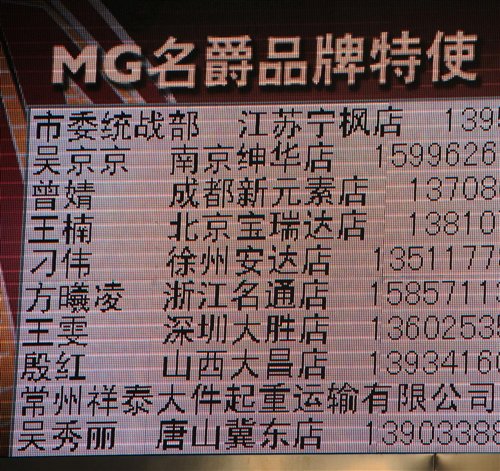 MG名爵品牌特使
市委统战部 江苏宁枫店 1395
吴京京 南京绅华店 1599626
曾婧 成都新元素店 13708
王楠 北京宝瑞达店 13810
刁伟 徐州安达店 13511778
方曦凌 浙江名通店 1585711
王雯 深圳大胜店 1360253
殷红 山西大昌店 1393416
常州祥泰大件起重运输有限公司
吴秀丽 唐山冀东店 1390338